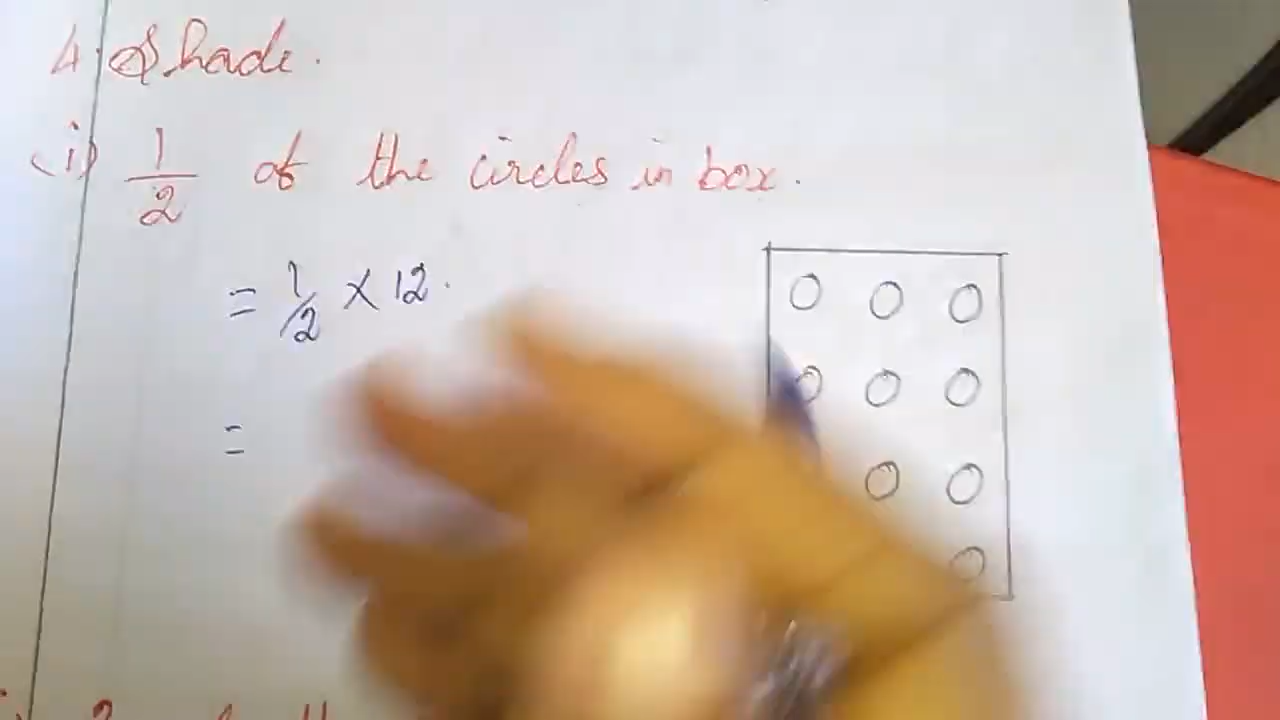 4. Shade.
(i) 1/2 of the circles in box.
= 1/2 × 12.
=